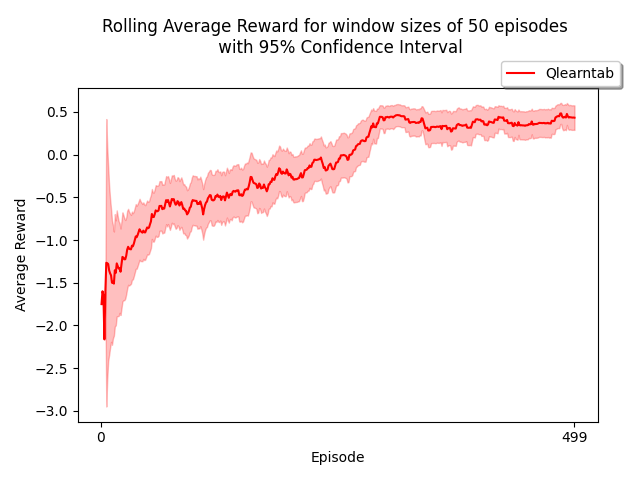 Rolling Average Reward for window sizes of 50 episodes
with 95% Confidence Interval
Qlearntab
0.5
0.0
−0.5
−1.0
−1.5
−2.0
−2.5
−3.0
Average Reward
0
499
Episode